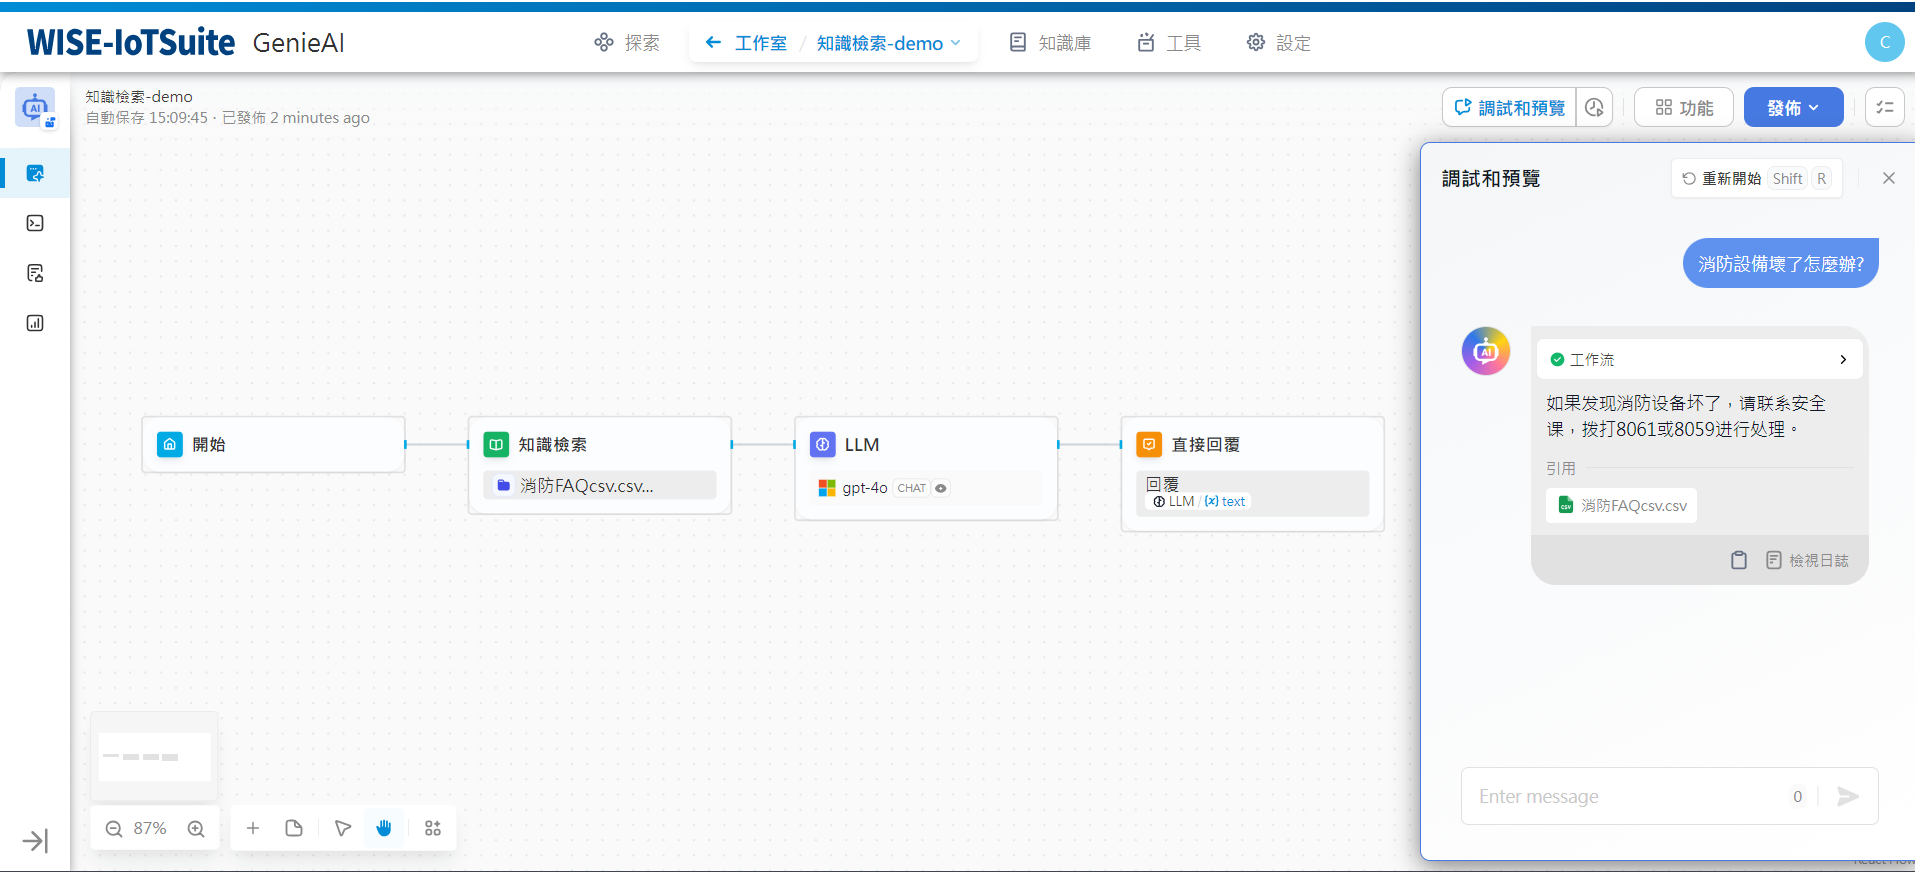 WISE-IoTSuite GenieAI
探索
工作室 / 知識檢索-demo
知識庫
工具
設定
C
知識檢索-demo
自動保存 15:09:45 · 已發佈 2 minutes ago
調試和預覽
功能
發佈
調試和預覽
重新開始 Shift R
消防設備壞了怎麼辦?
工作流
如果发现消防设备坏了，请联系安全
课，拨打8061或8059进行处理。
引用
消防FAQcsv.csv
檢視日誌
開始
知識檢索
消防FAQcsv.csv...
LLM
gpt-4o CHAT
直接回覆
回覆
LLM / {x} text
87%
Enter message
0
React Flow